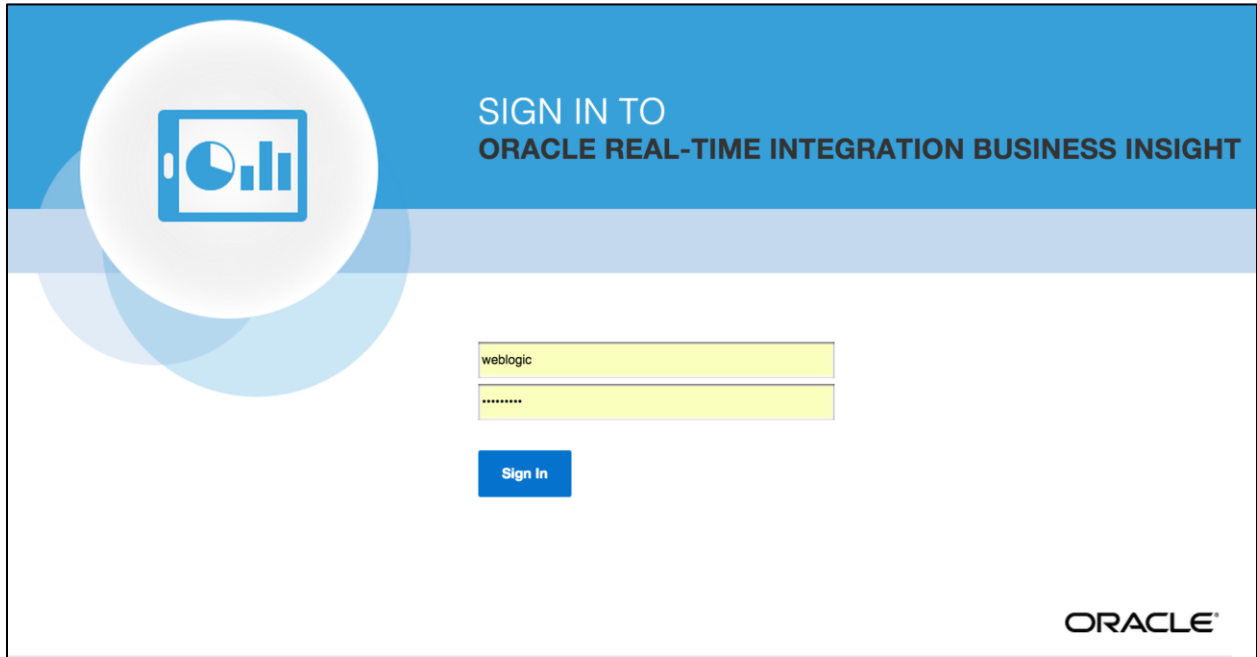 SIGN IN TO
ORACLE REAL-TIME INTEGRATION BUSINESS INSIGHT
weblogic
•••••••••
Sign In
ORACLE®